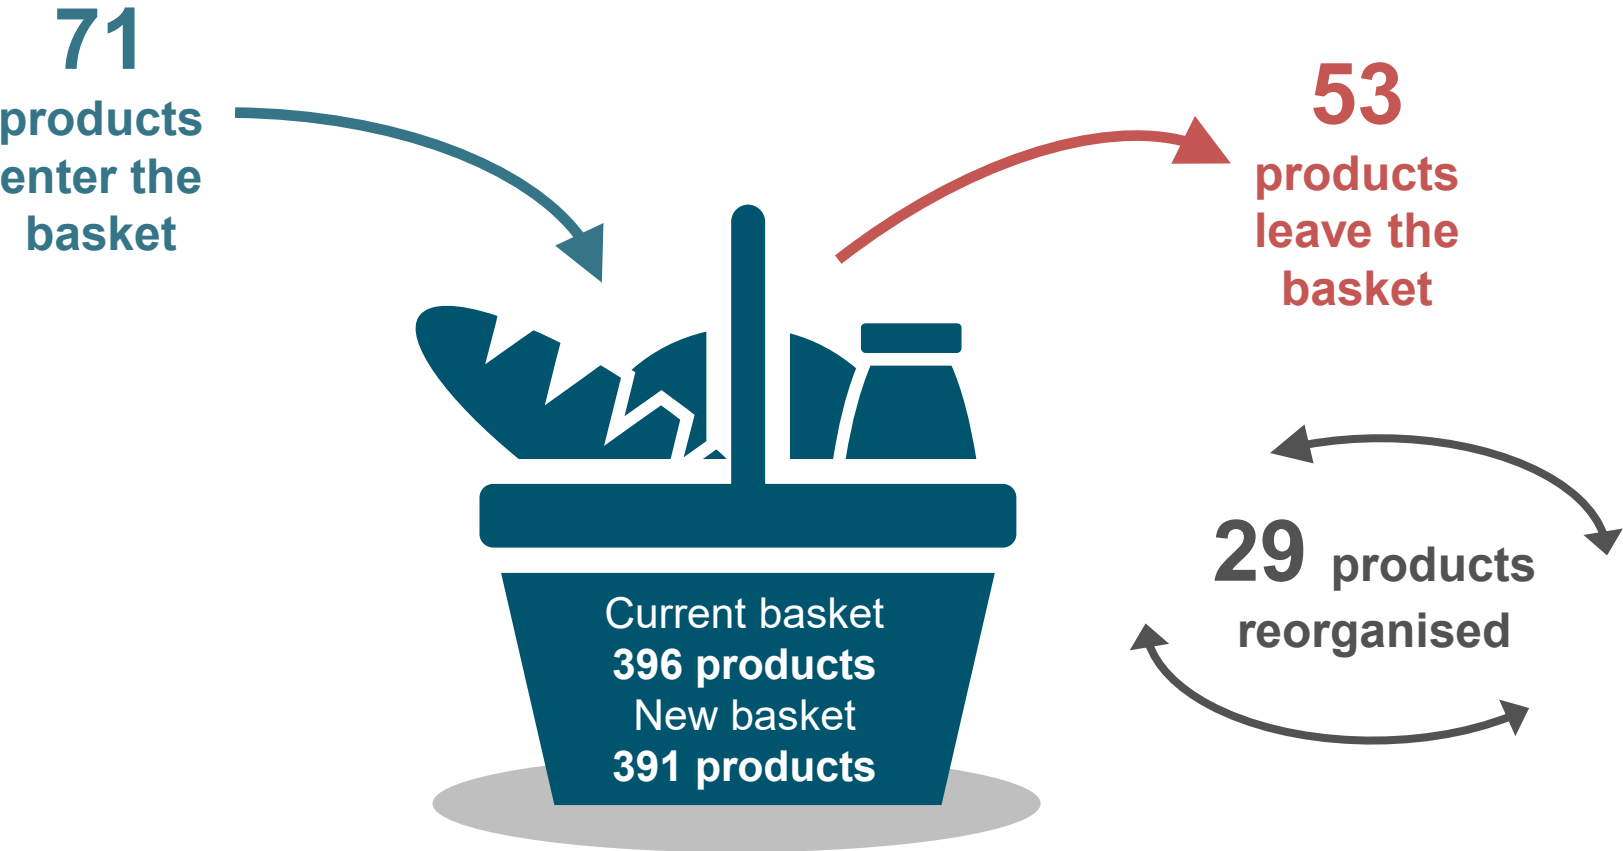 71
products
enter the
basket
53
products
leave the
basket
29 products
reorganised
Current basket
396 products
New basket
391 products